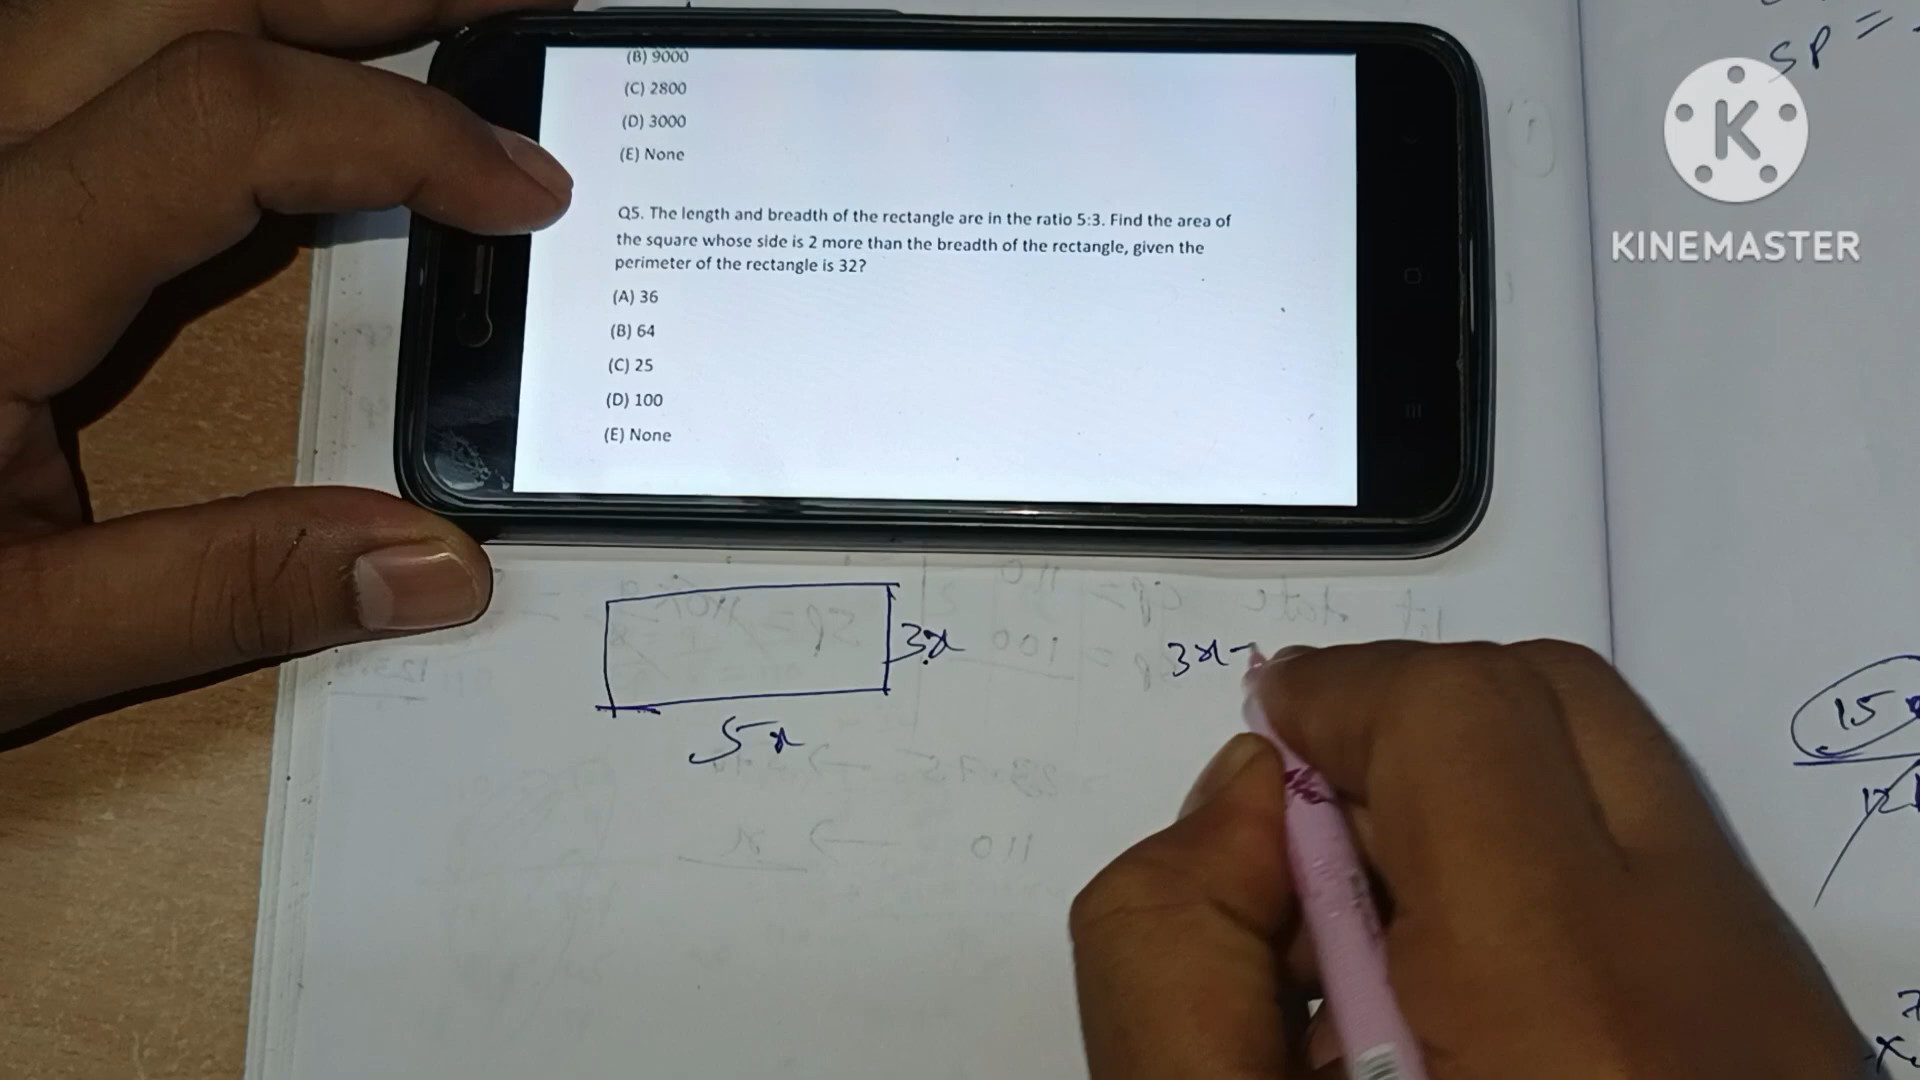 (B) 9000
(C) 2800
(D) 3000
(E) None
Q5. The length and breadth of the rectangle are in the ratio 5:3. Find the area of
the square whose side is 2 more than the breadth of the rectangle, given the
perimeter of the rectangle is 32?
(A) 36
(B) 64
(C) 25
(D) 100
(E) None
SP =
KINEMASTER
3x
5x
3x
15